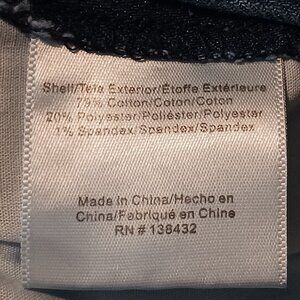 Shell/Tela Exterior/Étoffe Extérieure
79% Cotton/Coton/Coton
20% Polyester/Poliéster/Polyester
1% Spandex/Spandex/Spandex
Made in China/Hecho en
China/Fabriqué en Chine
RN # 136432